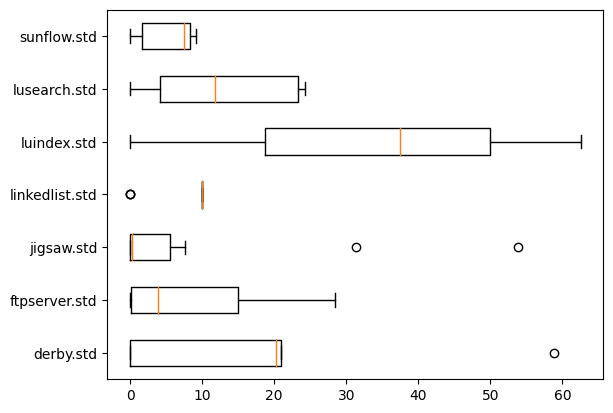 sunflow.std
lusearch.std
luindex.std
linkedlist.std
jigsaw.std
ftpserver.std
derby.std
0 10 20 30 40 50 60